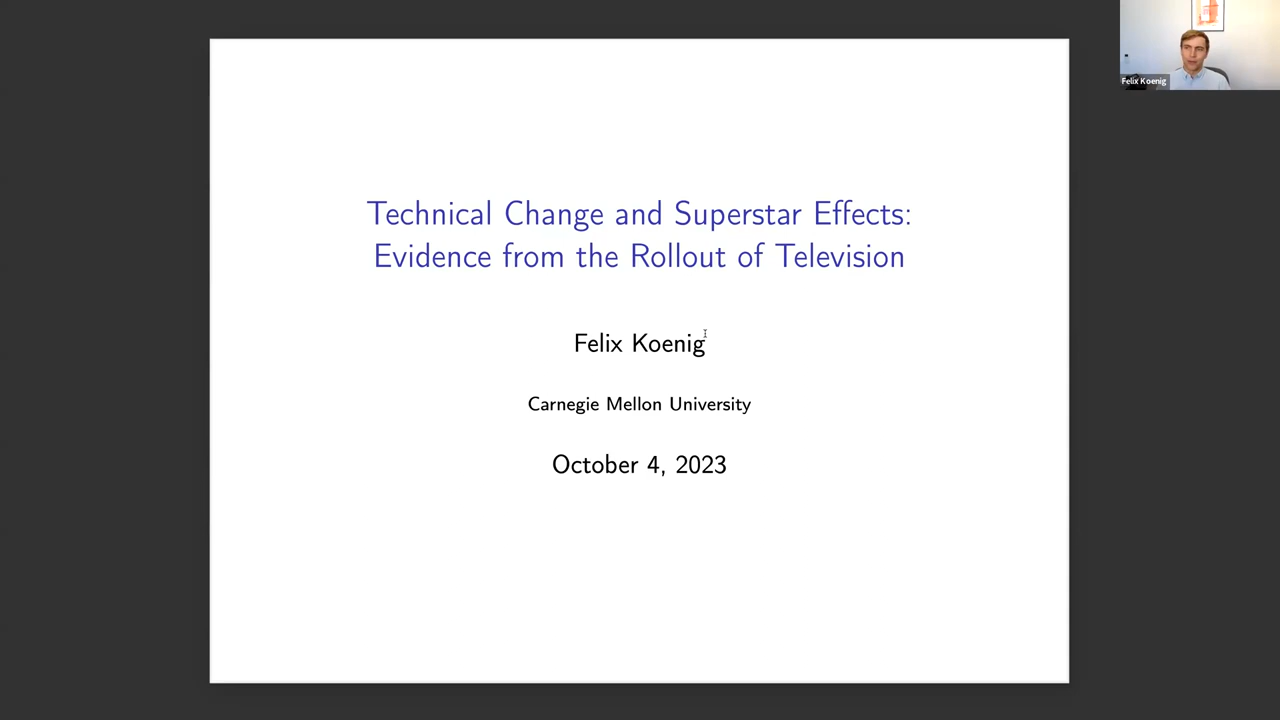 Felix Koenig
Technical Change and Superstar Effects:
Evidence from the Rollout of Television
Felix Koenig
Carnegie Mellon University
October 4, 2023